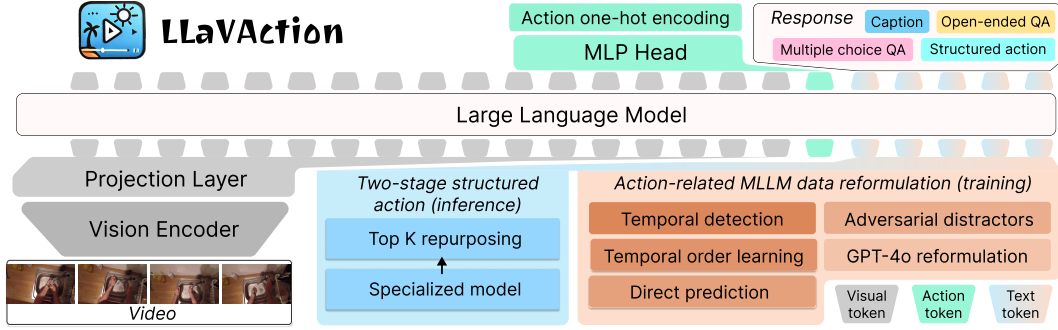 LLaVAction
Action one-hot encoding
MLP Head
Response
Caption
Open-ended QA
Multiple choice QA
Structured action
Large Language Model
Projection Layer
Vision Encoder
Video
Two-stage structured
action (inference)
Top K repurposing
Specialized model
Action-related MLLM data reformulation (training)
Temporal detection
Adversarial distractors
Temporal order learning
GPT-4o reformulation
Direct prediction
Visual
token
Action
token
Text
token